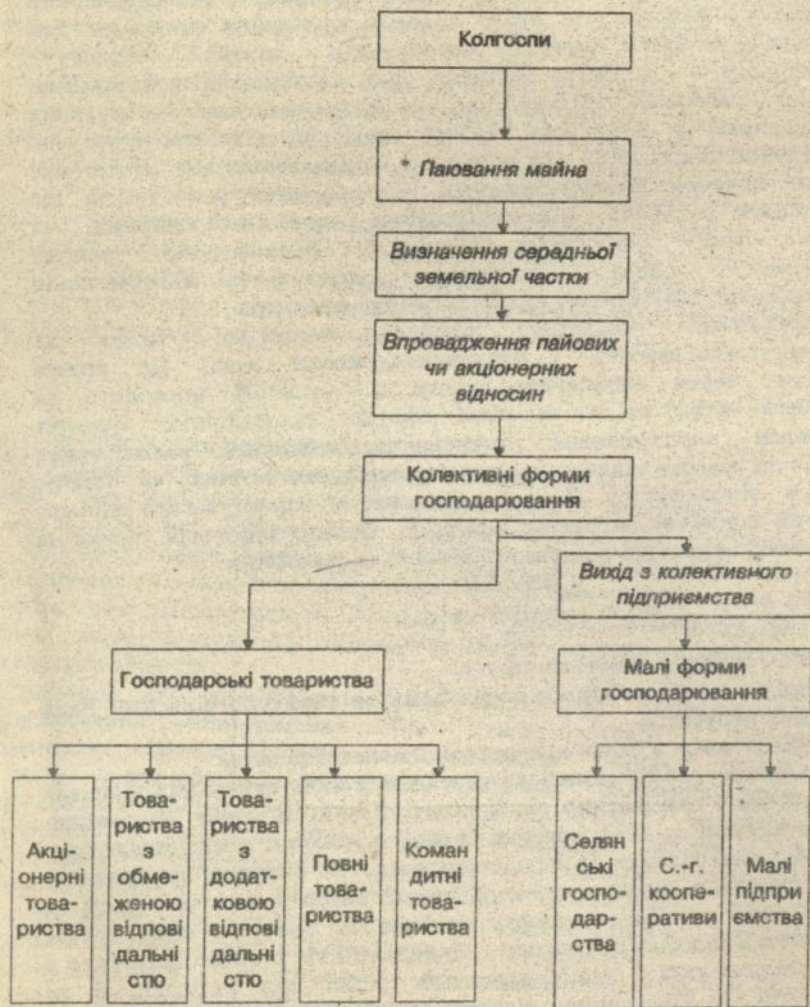 Колгоспи
Паювання майна
Визначення середньої
земельної частки
Впровадження пайових
чи акціонерних
відносин
Колективні форми
господарювання
Вихід з колективного
підприємства
Господарські товариства
Малі форми
господарювання
Акці-
онерні
това-
риства
Това-
риства
з
обме-
женою
відпові
дальні
стю
Това-
риства
з
додат-
ковою
відпові
дальні
стю
Повні
това-
риства
Коман
дитні
това-
риства
Селян
ські
госпо-
дар-
ства
С.-г.
коопе-
ративи
Малі
підпри
ємства